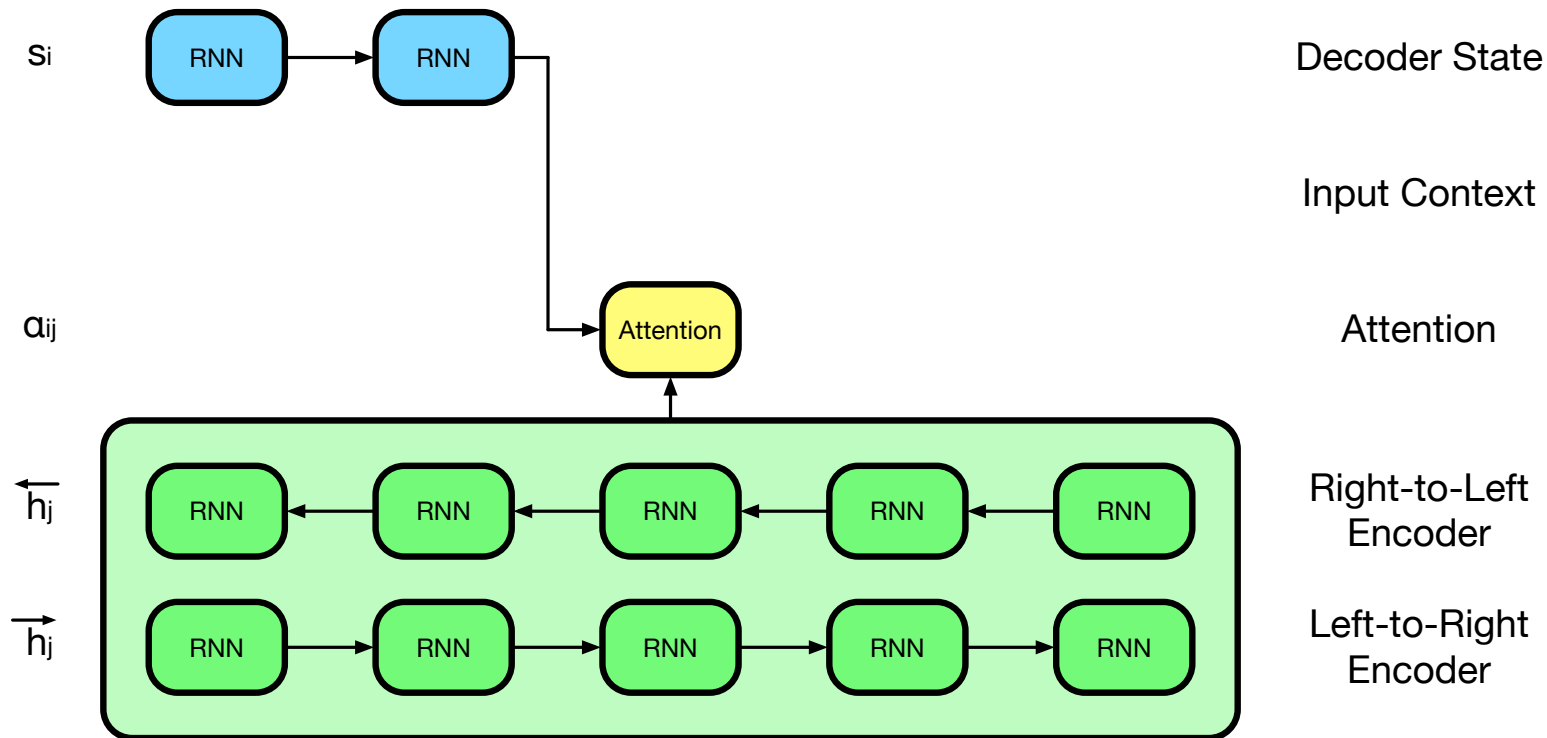 si RNN RNN Decoder State
Input Context
αij Attention Attention
hj RNN RNN RNN RNN RNN Right-to-Left
Encoder
hj RNN RNN RNN RNN RNN Left-to-Right
Encoder